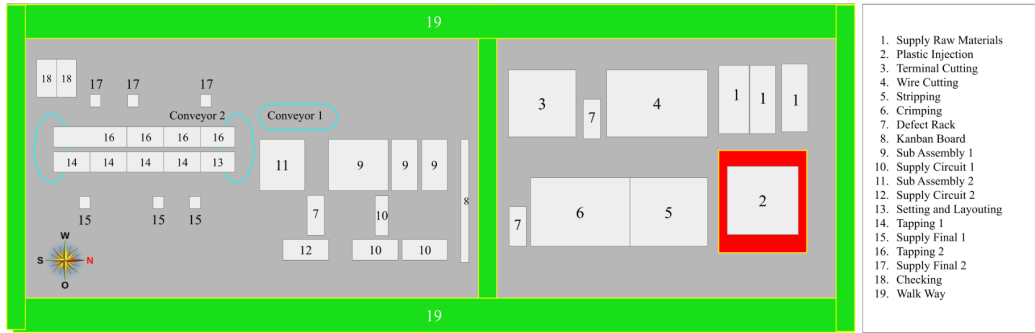 19
18 18
17 17 17
Conveyor 2
Conveyor 1
16 16 16 16
14 14 14 14 13
15 15 15
W
S N
O
11
9 9 9
7
10
12
10 10
8
3
7
4
1 1 1
7
6 5
2
19
1. Supply Raw Materials
2. Plastic Injection
3. Terminal Cutting
4. Wire Cutting
5. Stripping
6. Crimping
7. Defect Rack
8. Kanban Board
9. Sub Assembly 1
10. Supply Circuit 1
11. Sub Assembly 2
12. Supply Circuit 2
13. Setting and Layouting
14. Tapping 1
15. Supply Final 1
16. Tapping 2
17. Supply Final 2
18. Checking
19. Walk Way